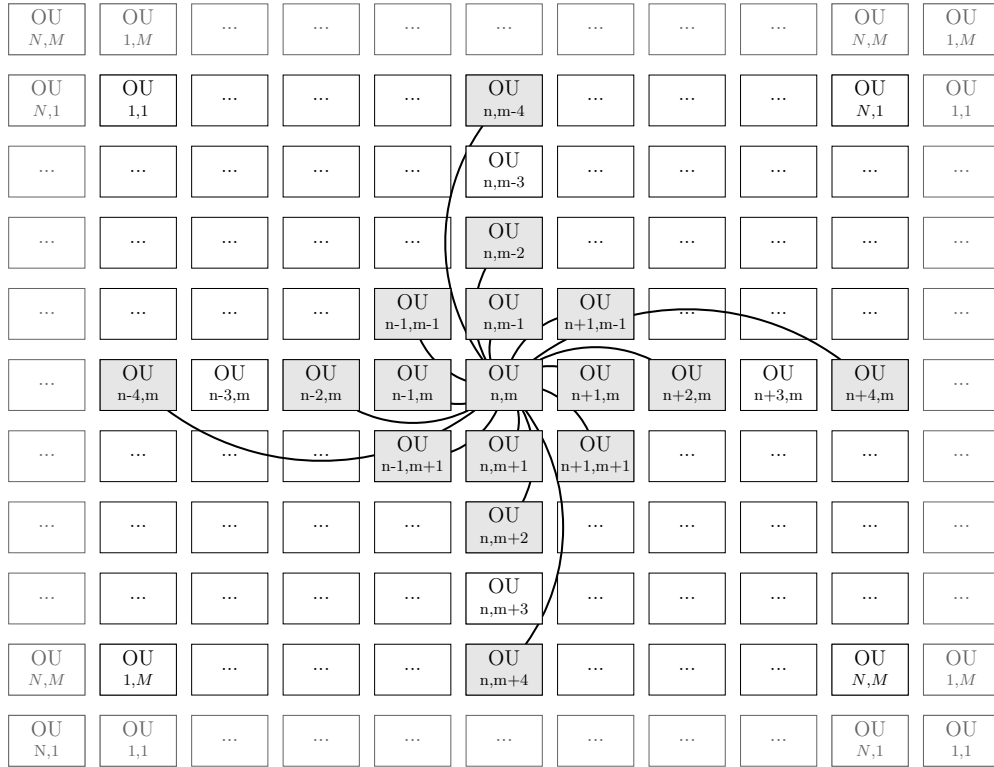 OU OU ... ... ... ... ... ... ... OU OU
N,M 1,M N,M 1,M
OU OU ... ... ... OU ... ... ... OU OU
N,1 1,1 n,m-4 N,1 1,1
... ... ... ... ... OU ... ... ... ... ...
n,m-3
... ... ... ... ... OU ... ... ... ... ...
n,m-2
... ... ... ... OU OU OU ... ... ... ...
n-1,m-1 n,m-1 n+1,m-1
... OU OU OU OU OU OU OU OU OU ...
n-4,m n-3,m n-2,m n-1,m n,m n+1,m n+2,m n+3,m n+4,m
... ... ... ... OU OU OU ... ... ... ...
n-1,m+1 n,m+1 n+1,m+1
... ... ... ... ... OU ... ... ... ... ...
n,m+2
... ... ... ... ... OU ... ... ... ... ...
n,m+3
OU OU ... ... ... OU ... ... ... OU OU
N,M 1,M n,m+4 N,M 1,M
OU OU ... ... ... ... ... ... ... OU OU
N,1 1,1 N,1 1,1